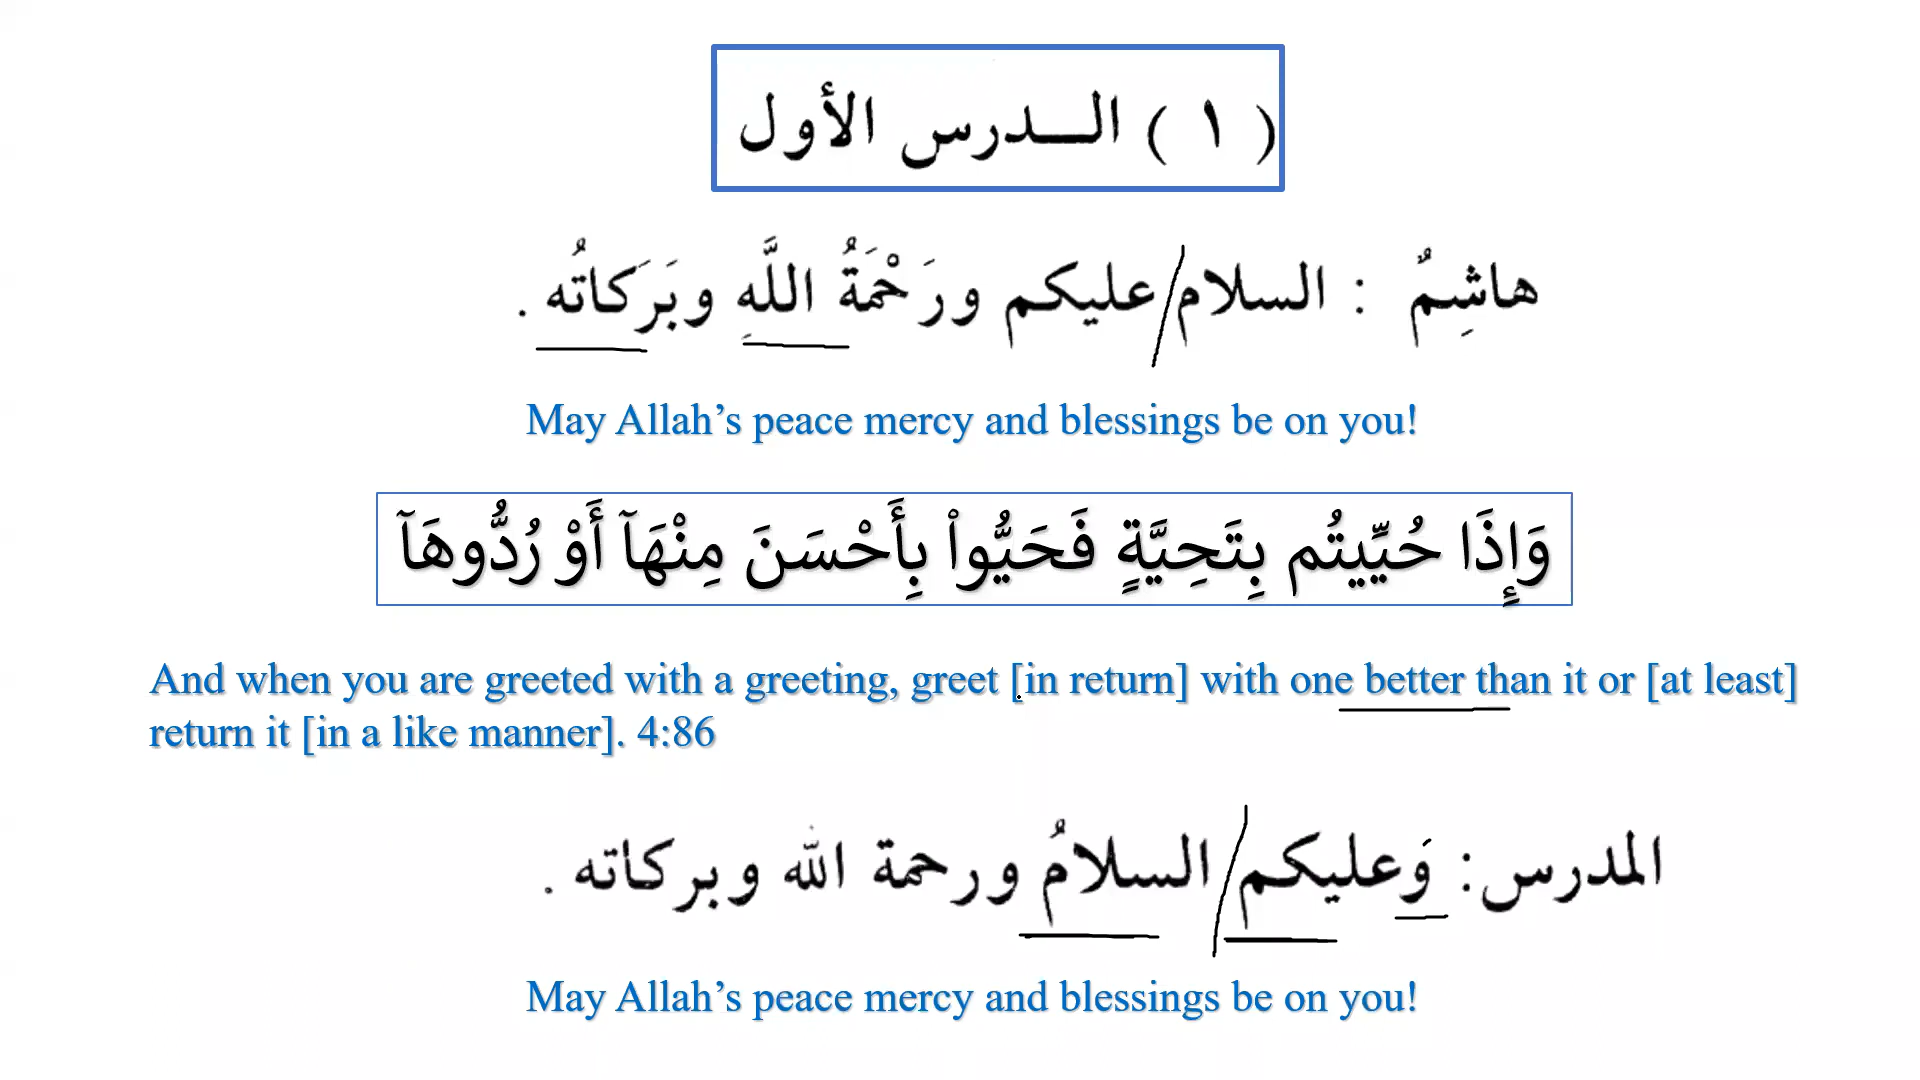 ( ١ ) الـــدرس الأول
هاشِمٌ : السلام عليكم ورَحْمَةُ اللَّهِ وبَرَكاتُه .
May Allah’s peace mercy and blessings be on you!
وَإِذَا حُيِّيتُم بِتَحِيَّةٍ فَحَيُّوا۟ بِأَحْسَنَ مِنْهَآ أَوْ رُدُّوهَآ
And when you are greeted with a greeting, greet [in return] with one better than it or [at least]
return it [in a like manner]. 4:86
المدرس: وَعليكم السلامُ ورحمة الله وبركاته .
May Allah’s peace mercy and blessings be on you!